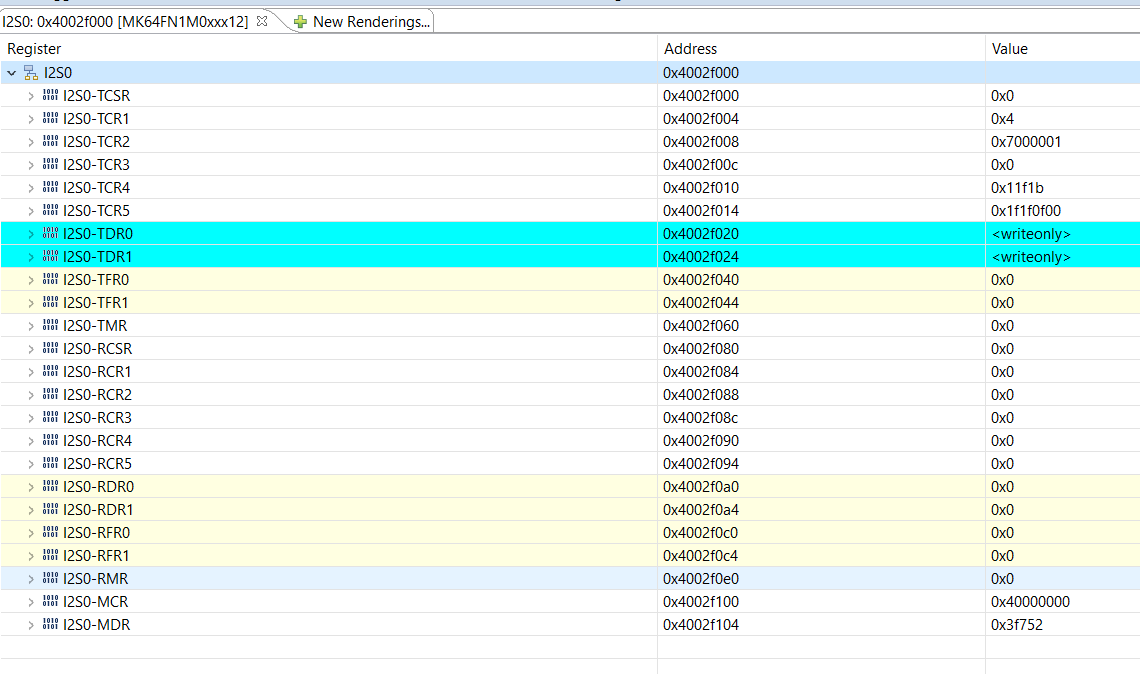 I2S0: 0x4002f000 [MK64FN1M0xxx12] New Renderings...
Register Address Value
I2S0 0x4002f000
I2S0-TCSR 0x4002f000 0x0
I2S0-TCR1 0x4002f004 0x4
I2S0-TCR2 0x4002f008 0x7000001
I2S0-TCR3 0x4002f00c 0x0
I2S0-TCR4 0x4002f010 0x11f1b
I2S0-TCR5 0x4002f014 0x1f1f0f00
I2S0-TDR0 0x4002f020 <writeonly>
I2S0-TDR1 0x4002f024 <writeonly>
I2S0-TFR0 0x4002f040 0x0
I2S0-TFR1 0x4002f044 0x0
I2S0-TMR 0x4002f060 0x0
I2S0-RCSR 0x4002f080 0x0
I2S0-RCR1 0x4002f084 0x0
I2S0-RCR2 0x4002f088 0x0
I2S0-RCR3 0x4002f08c 0x0
I2S0-RCR4 0x4002f090 0x0
I2S0-RCR5 0x4002f094 0x0
I2S0-RDR0 0x4002f0a0 0x0
I2S0-RDR1 0x4002f0a4 0x0
I2S0-RFR0 0x4002f0c0 0x0
I2S0-RFR1 0x4002f0c4 0x0
I2S0-RMR 0x4002f0e0 0x0
I2S0-MCR 0x4002f100 0x40000000
I2S0-MDR 0x4002f104 0x3f752